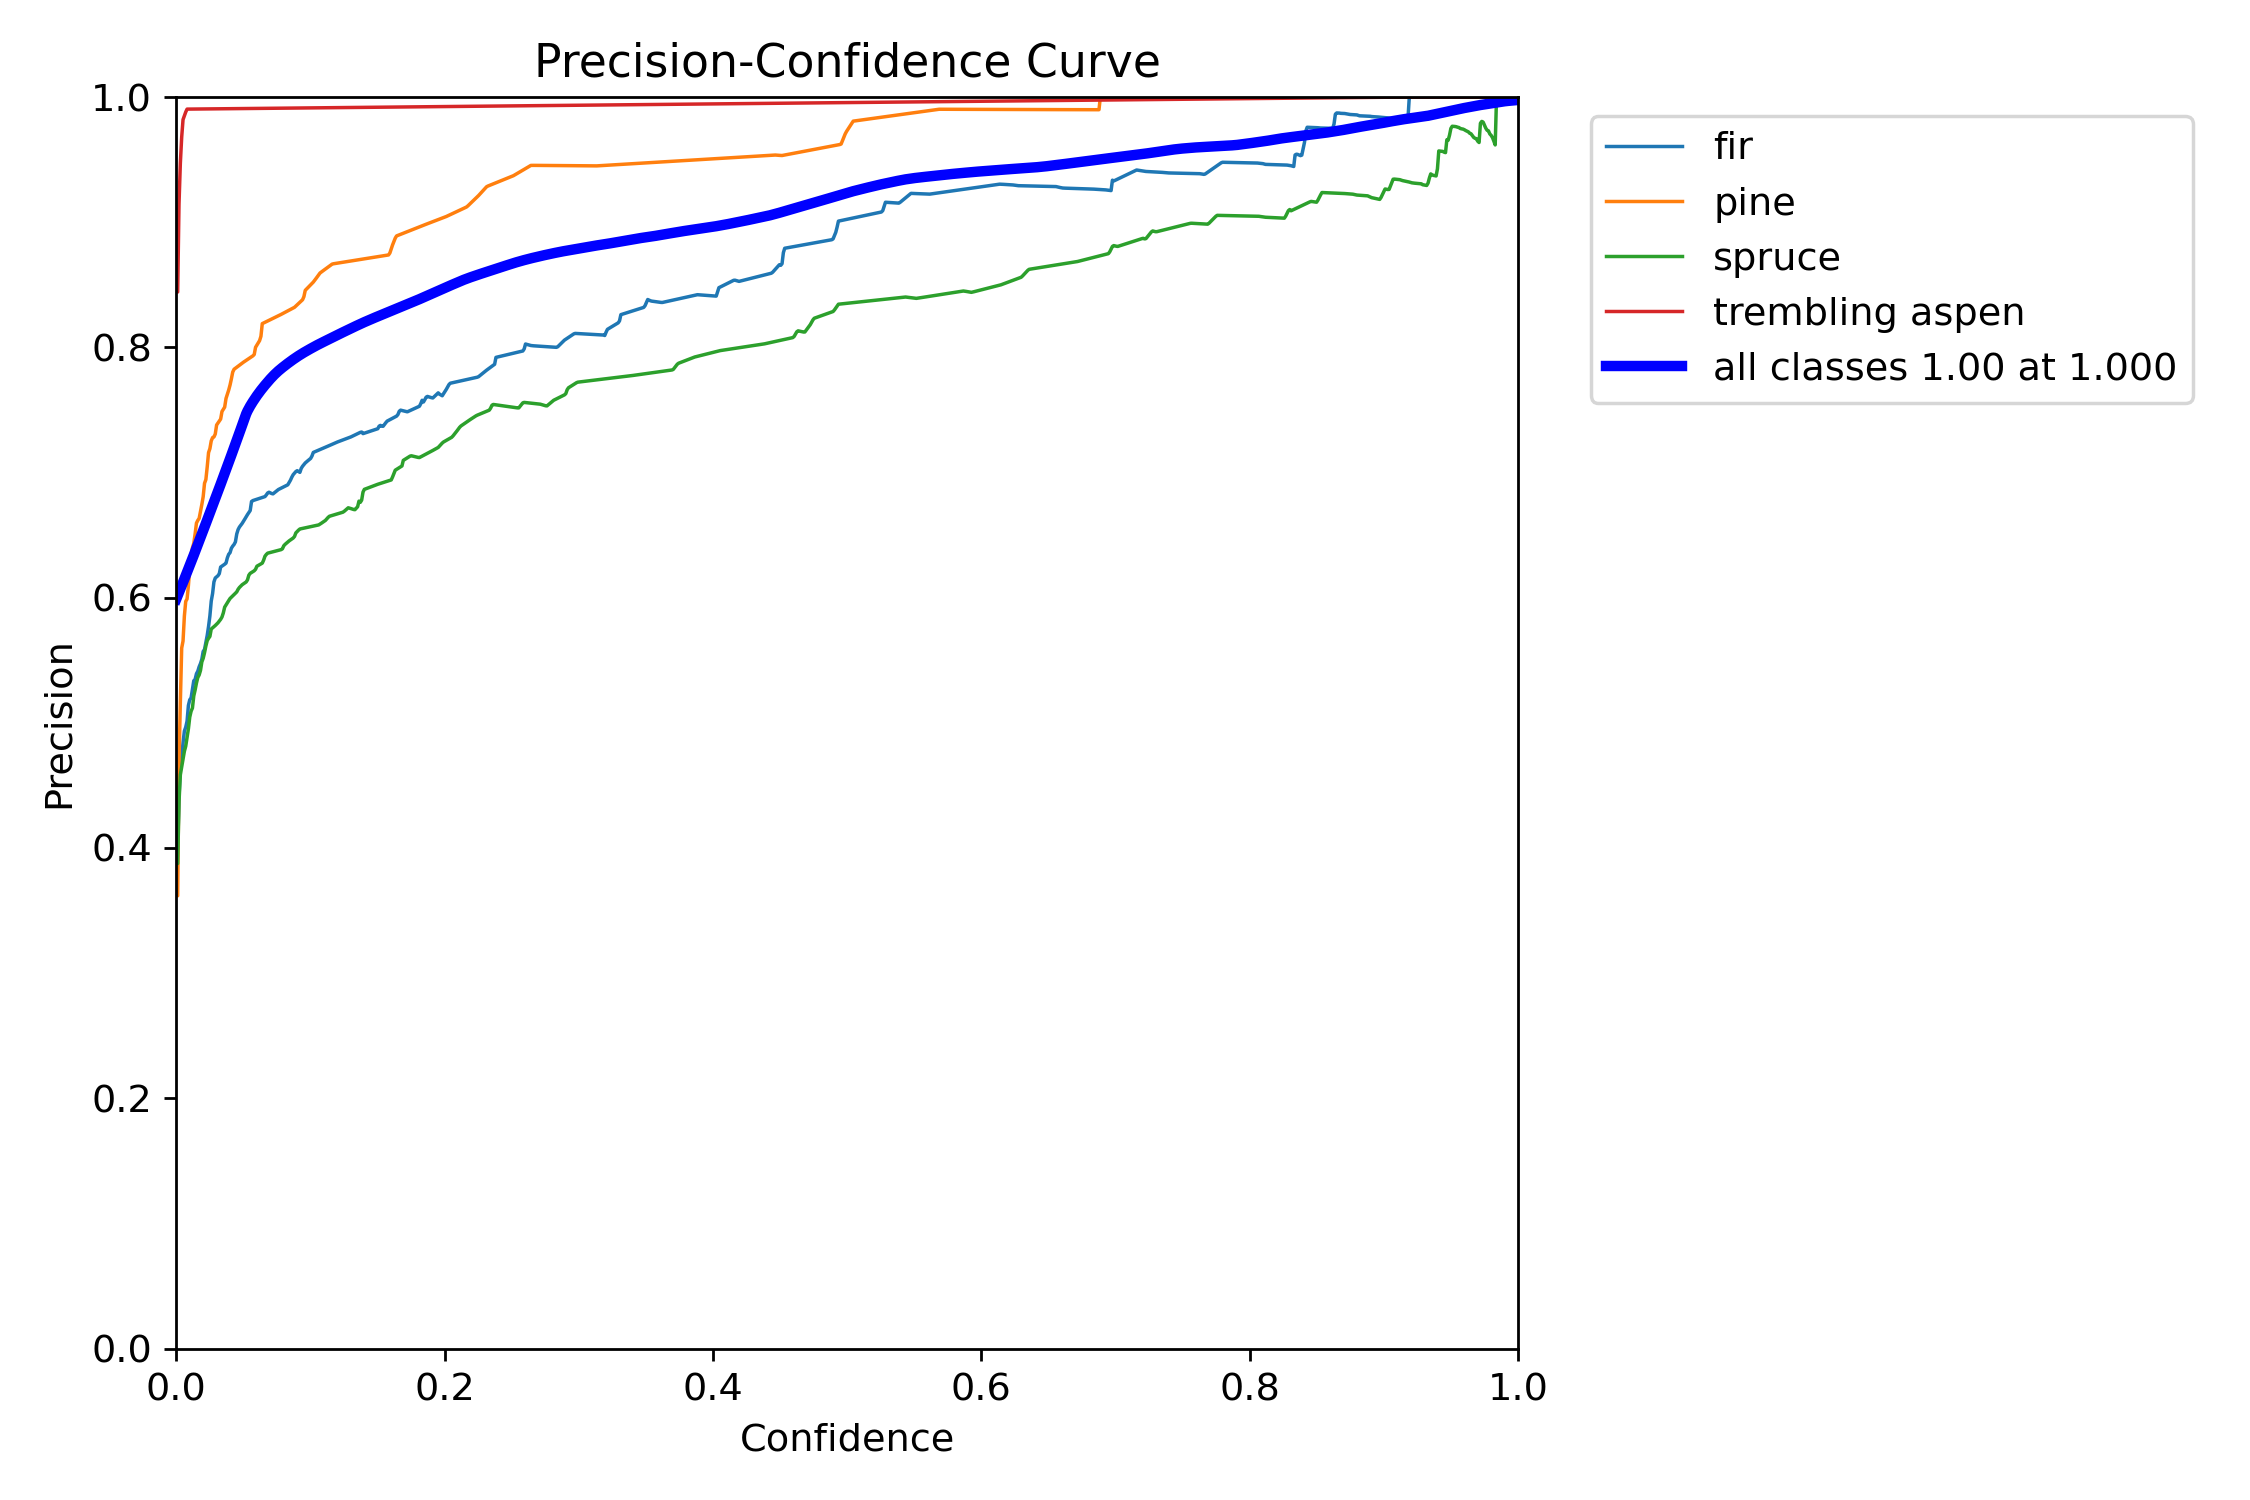 Precision-Confidence Curve
1.0
0.8
0.6
0.4
0.2
0.0
Precision
0.0 0.2 0.4 0.6 0.8 1.0
Confidence
fir
pine
spruce
trembling aspen
all classes 1.00 at 1.000